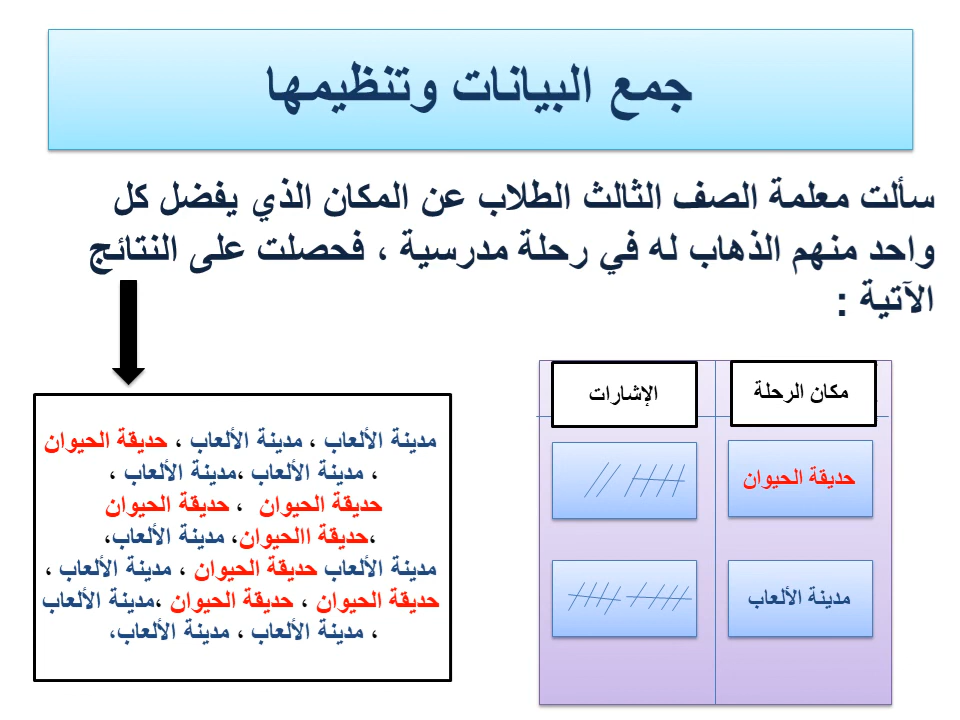 جمع البيانات وتنظيمها
سألت معلمة الصف الثالث الطلاب عن المكان الذي يفضل كل
واحد منهم الذهاب له في رحلة مدرسية ، فحصلت على النتائج
الآتية :
مكان الرحلة
الإشارات
حديقة الحيوان
مدينة الألعاب
مدينة الألعاب ، مدينة الألعاب ، حديقة الحيوان
، مدينة الألعاب ،مدينة الألعاب ،
حديقة الحيوان ، حديقة الحيوان
،حديقة االحيوان، مدينة الألعاب،
مدينة الألعاب حديقة الحيوان ، مدينة الألعاب ،
حديقة الحيوان ، حديقة الحيوان ،مدينة الألعاب
، مدينة الألعاب ، مدينة الألعاب،